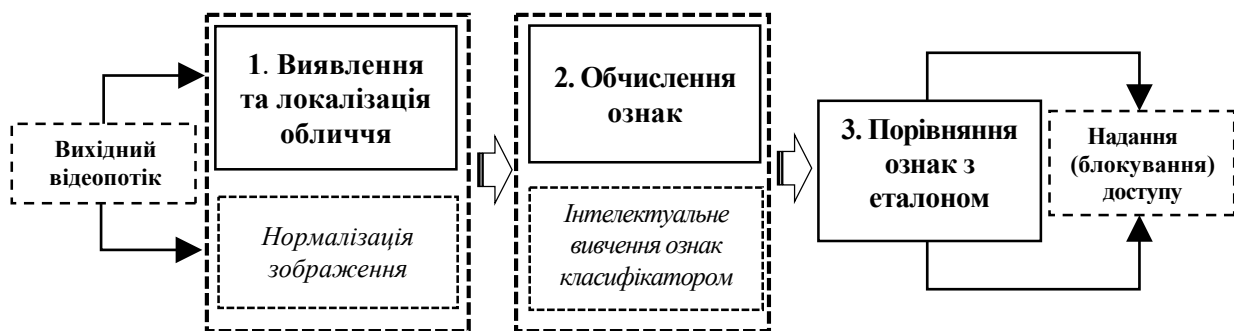 Вихідний
відеопотік
1. Виявлення
та локалізація
обличчя
Нормалізація
зображення
2. Обчислення
ознак
Інтелектуальне
вивчення ознак
класифікатором
3. Порівняння
ознак з
еталоном
Надання
(блокування)
доступу